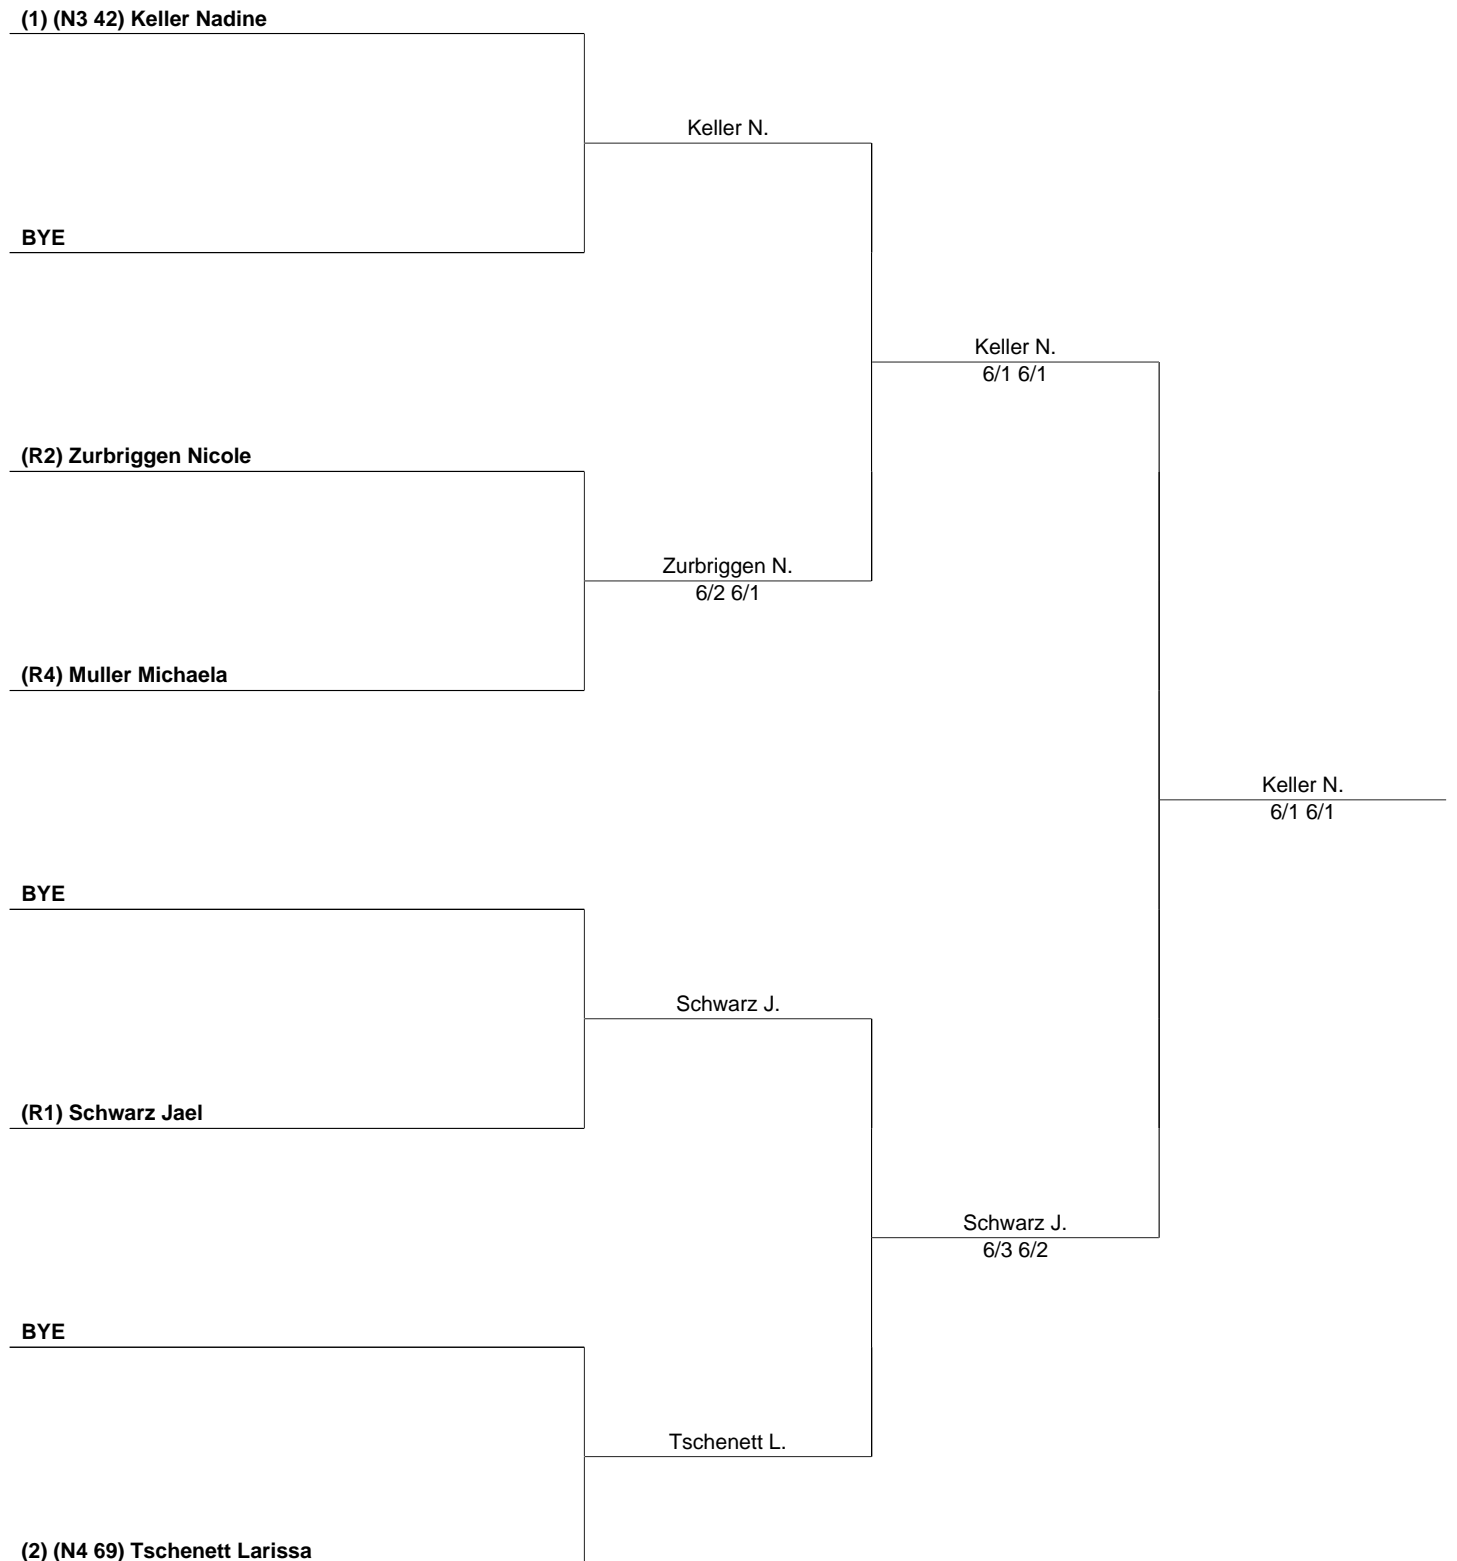 (1) (N3 42) Keller Nadine
Keller N.
BYE
Keller N.
6/1 6/1
(R2) Zurbriggen Nicole
Zurbriggen N.
6/2 6/1
(R4) Muller Michaela
Keller N.
6/1 6/1
BYE
Schwarz J.
(R1) Schwarz Jael
Schwarz J.
6/3 6/2
BYE
Tschenett L.
(2) (N4 69) Tschenett Larissa